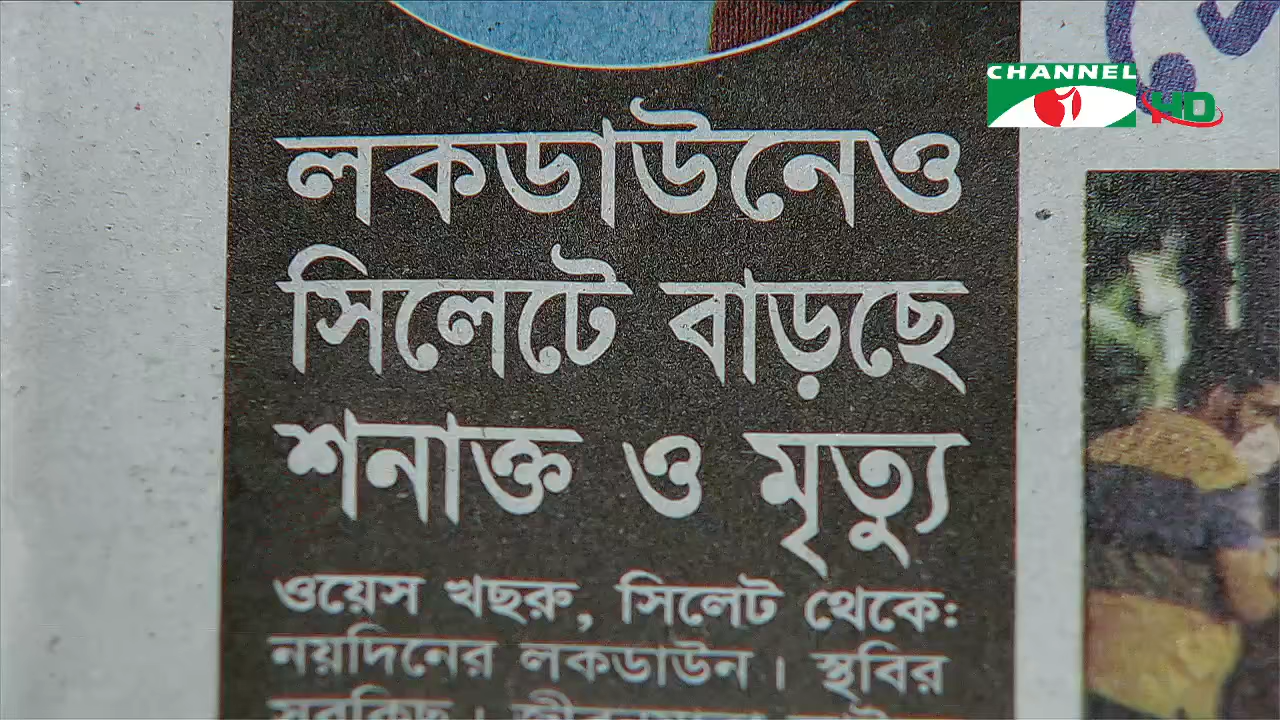 CHANNEL
HD
লকডাউনেও
সিলেটে বাড়ছে
শনাক্ত ও মৃত্যু
ওয়েস খছরু, সিলেট থেকে:
নয়দিনের লকডাউন। স্থবির